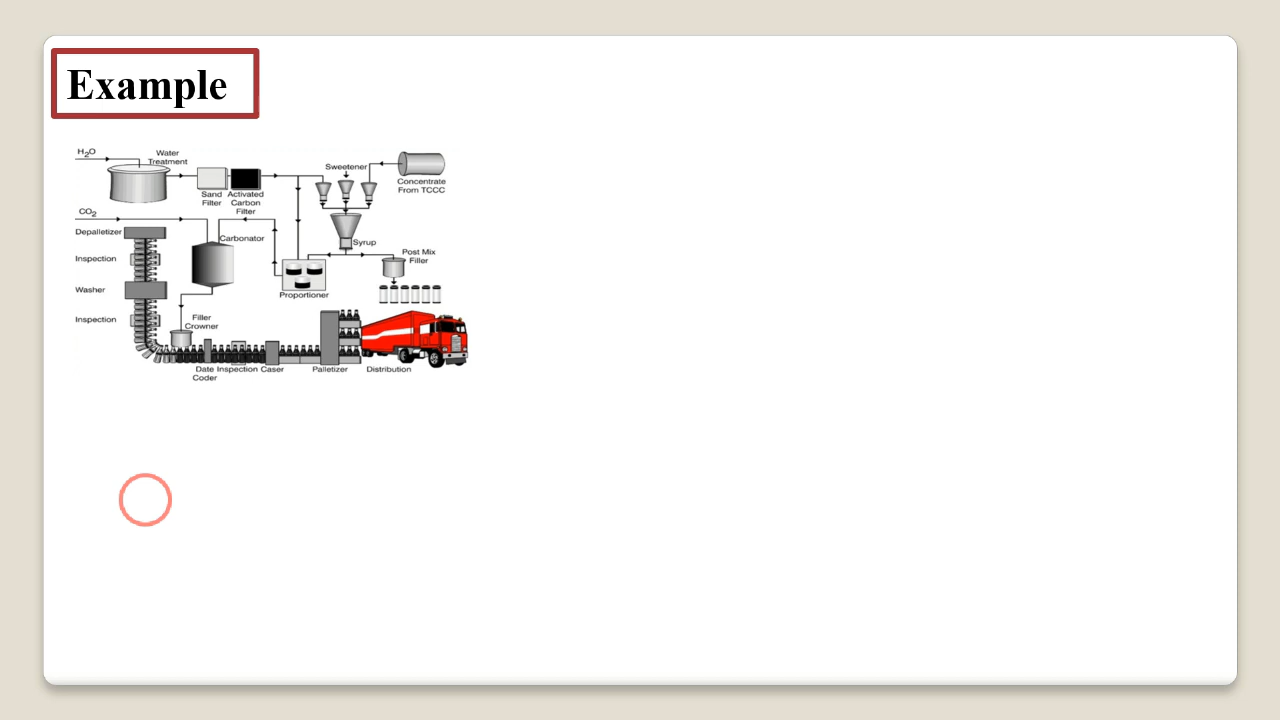 Example
H2O
Water
Treatment
Sand
Filter
Activated
Carbon
Filter
Sweetener
Concentrate
From TCCC
CO2
Depalletizer
Carbonator
Syrup
Inspection
Post Mix
Filler
Washer
Proportioner
Inspection
Filler
Crowner
Date
Coder
Inspection
Caser
Palletizer
Distribution